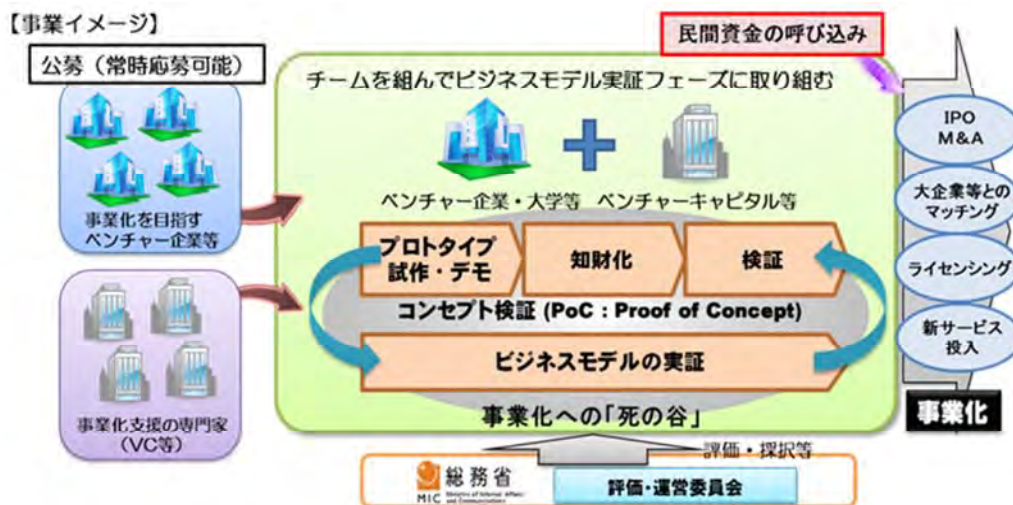 【事業イメージ】
公募（常時応募可能）
事業化を目指す
ベンチャー企業等
事業化支援の専門家
（VC等）
民間資金の呼び込み
チームを組んでビジネスモデル実証フェーズに取り組む
ベンチャー企業・大学等 ベンチャーキャピタル等
プロトタイプ
試作・デモ
知財化
検証
コンセプト検証 (PoC : Proof of Concept)
ビジネスモデルの実証
事業化への「死の谷」
評価・採択等
総務省
MIC Ministry of Internal Affairs
and Communications
評価・運営委員会
IPO
M&A
大企業等との
マッチング
ライセンシング
新サービス
投入
事業化